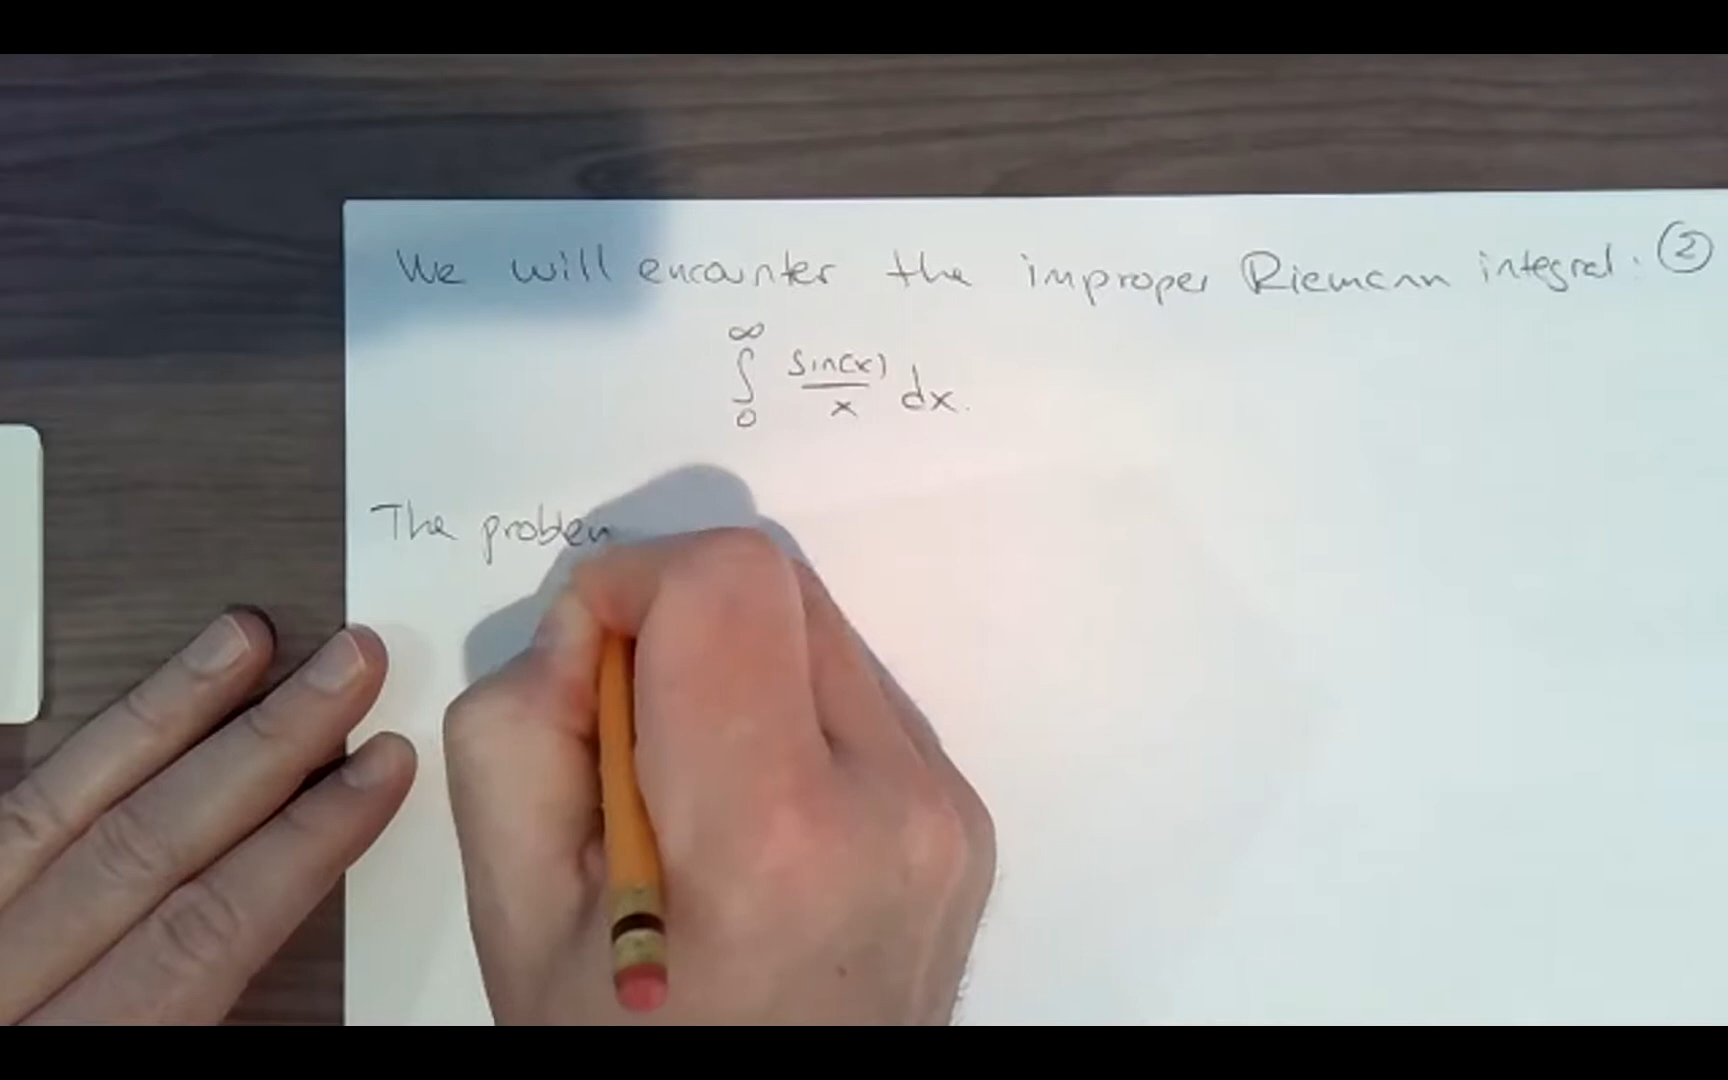 We will encounter the improper Riemann integral: ②
∞
∫ sin(x)/x dx.
0
The problem